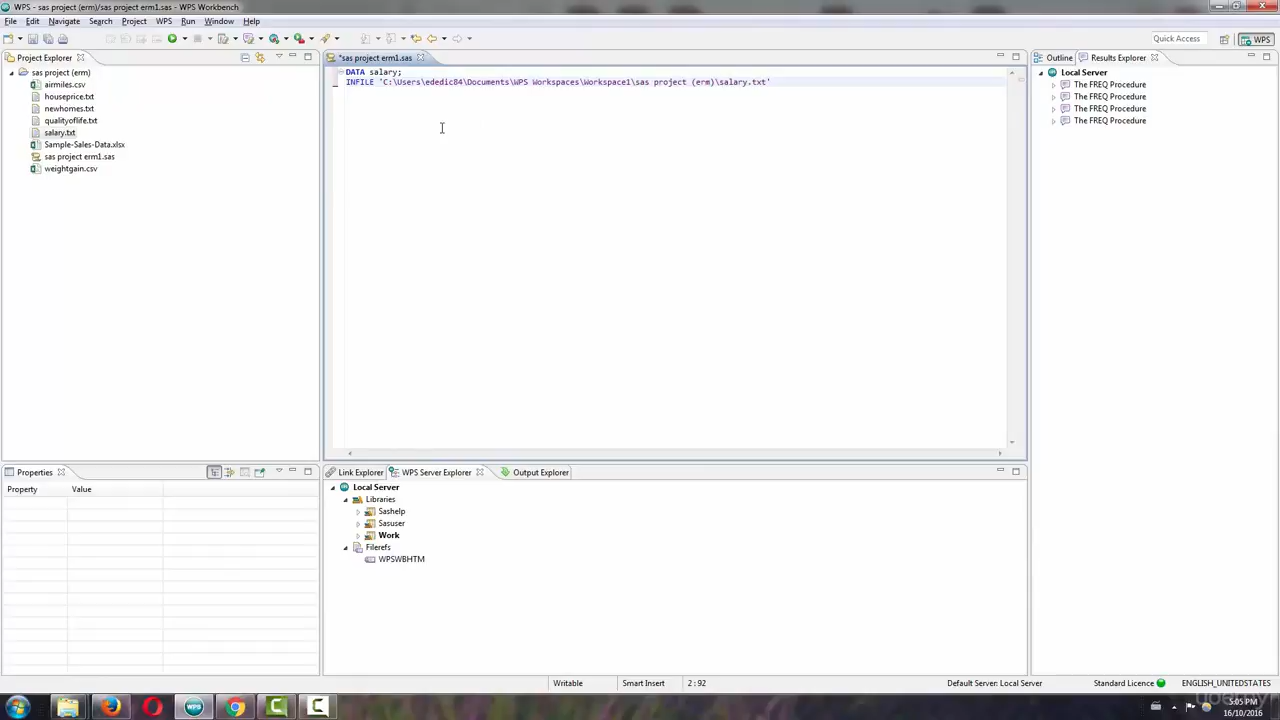 WPS - sas project (erm)/sas project erm1.sas - WPS Workbench
File Edit Navigate Search Project WPS Run Window Help
Quick Access WPS
Project Explorer
sas project (erm)
airmiles.csv
houseprice.txt
newhomes.txt
qualityoflife.txt
salary.txt
Sample-Sales-Data.xlsx
sas project erm1.sas
weightgain.csv
*sas project erm1.sas
DATA salary;
INFILE 'C:\Users\ededic84\Documents\WPS Workspaces\Workspace1\sas project (erm)\salary.txt'
Outline Results Explorer
Local Server
The FREQ Procedure
The FREQ Procedure
The FREQ Procedure
The FREQ Procedure
Properties
Property Value
Link Explorer WPS Server Explorer Output Explorer
Local Server
Libraries
Sashelp
Sasuser
Work
Filerefs
WPSWBHTM
Writable Smart Insert 2 : 92 Default Server: Local Server Standard Licence ENGLISH_UNITEDSTATES
5:05 PM
16/10/2016
udemy